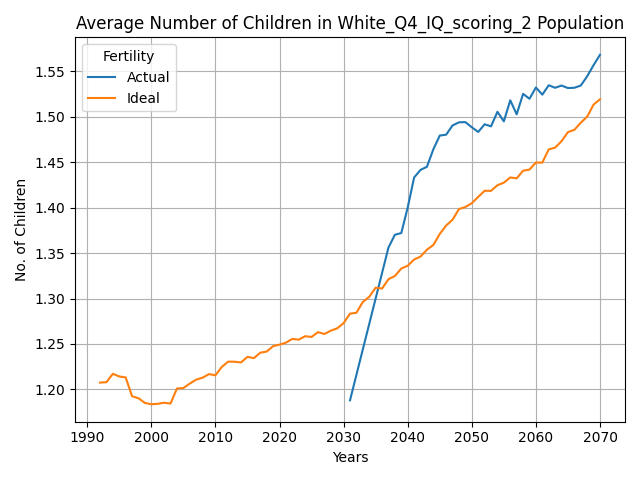 Average Number of Children in White_Q4_IQ_scoring_2 Population
Fertility
Actual
Ideal
No. of Children
1.55
1.50
1.45
1.40
1.35
1.30
1.25
1.20
1990 2000 2010 2020 2030 2040 2050 2060 2070
Years